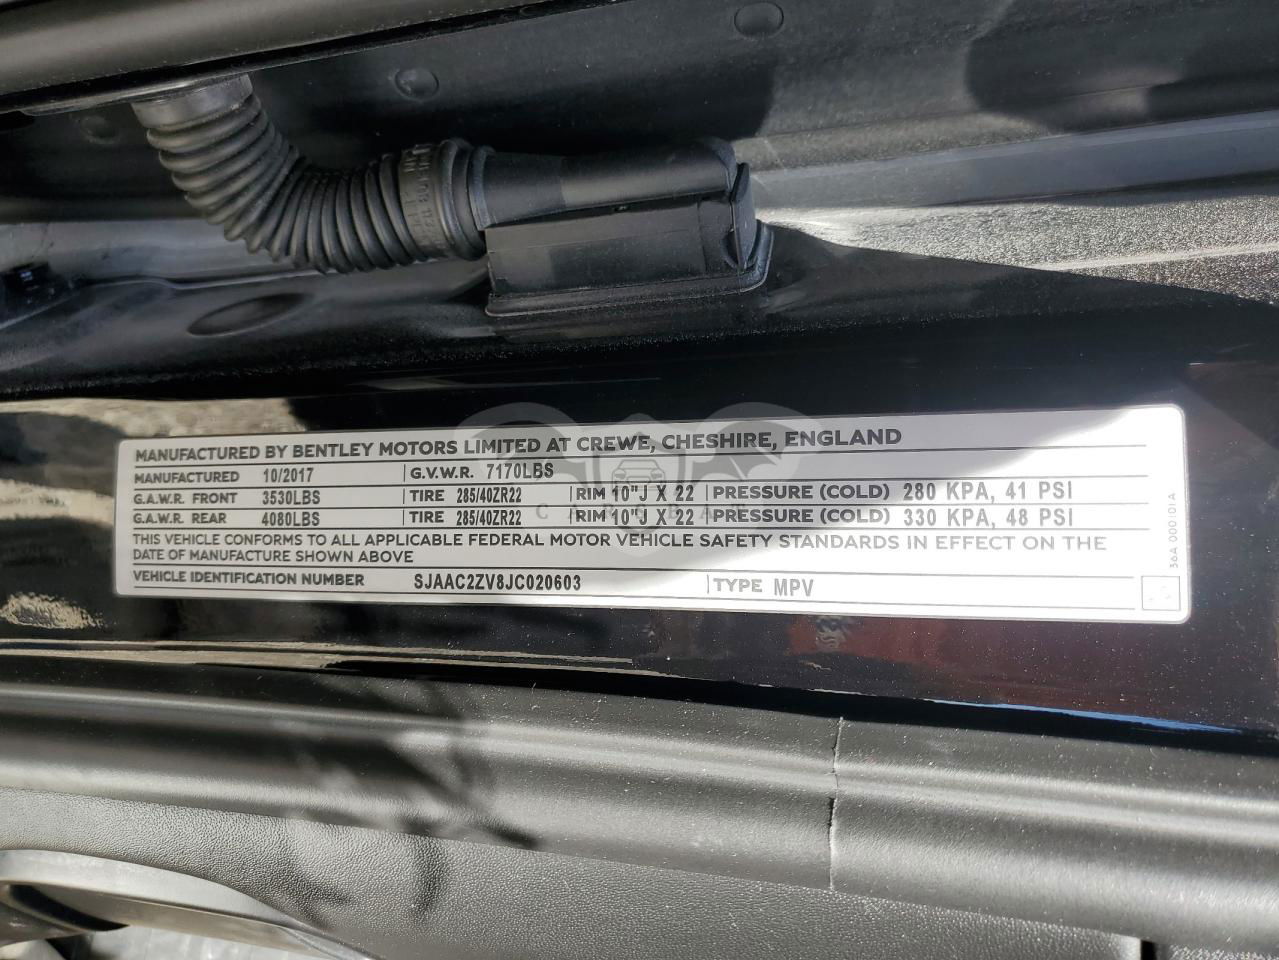 MANUFACTURED BY BENTLEY MOTORS LIMITED AT CREWE, CHESHIRE, ENGLAND
MANUFACTURED 10/2017 G.V.W.R. 7170LBS
G.A.W.R. FRONT 3530LBS TIRE 285/40ZR22 RIM 10"J X 22 PRESSURE (COLD) 280 KPA, 41 PSI
G.A.W.R. REAR 4080LBS TIRE 285/40ZR22 RIM 10"J X 22 PRESSURE (COLD) 330 KPA, 48 PSI
THIS VEHICLE CONFORMS TO ALL APPLICABLE FEDERAL MOTOR VEHICLE SAFETY STANDARDS IN EFFECT ON THE
DATE OF MANUFACTURE SHOWN ABOVE
VEHICLE IDENTIFICATION NUMBER SJAAC2ZV8JC020603 TYPE MPV
36A 000 101 A